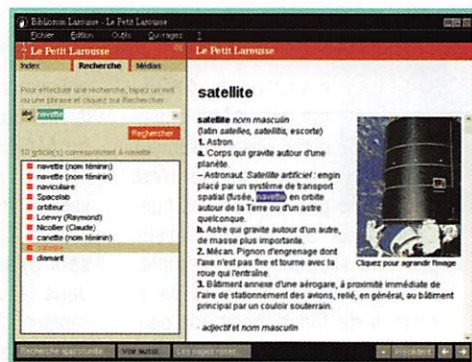 Bibliorom Larousse - Le Petit Larousse
Fichier Edition Outils Ouvrages ?
Le Petit Larousse
Index Recherche Médias
Pour effectuer une recherche, tapez un mot
ou une phrase et cliquez sur Rechercher.
navette
Rechercher
10 article(s) correspondent à navette
navette (nom féminin)
navette (nom féminin)
naviculaire
Spacelab
orbiteur
Loewy (Raymond)
Nicollier (Claude)
canette (nom féminin)
satellite
diamant
Le Petit Larousse
satellite
satellite nom masculin
(latin satelles, satellitis, escorte)
1. Astron.
a. Corps qui gravite autour d'une
planète.
– Astronaut. Satellite artificiel : engin
placé par un système de transport
spatial (fusée, navette) en orbite
autour de la Terre ou d'un astre
quelconque.
b. Astre qui gravite autour d'un autre,
de masse plus importante.
2. Mécan. Pignon d'engrenage dont
l'axe n'est pas fixe et tourne avec la
roue qui l'entraîne.
3. Bâtiment annexe d'une aérogare, à proximité immédiate de
l'aire de stationnement des avions, relié, en général, au bâtiment
principal par un couloir souterrain.
- adjectif et nom masculin
Cliquez pour agrandir l'image
Recherche approfondie Voir aussi Les pages roses Précédent